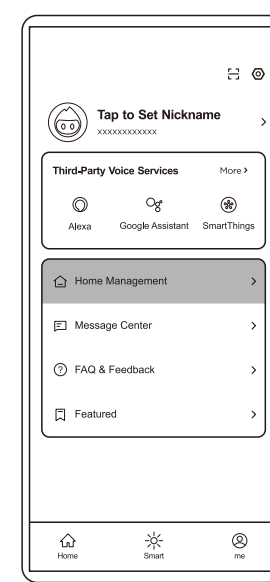 Tap to Set Nickname
xxxxxxxxxxxx
Third-Party Voice Services More
Alexa Google Assistant SmartThings
Home Management
Message Center
FAQ & Feedback
Featured
Home Smart me